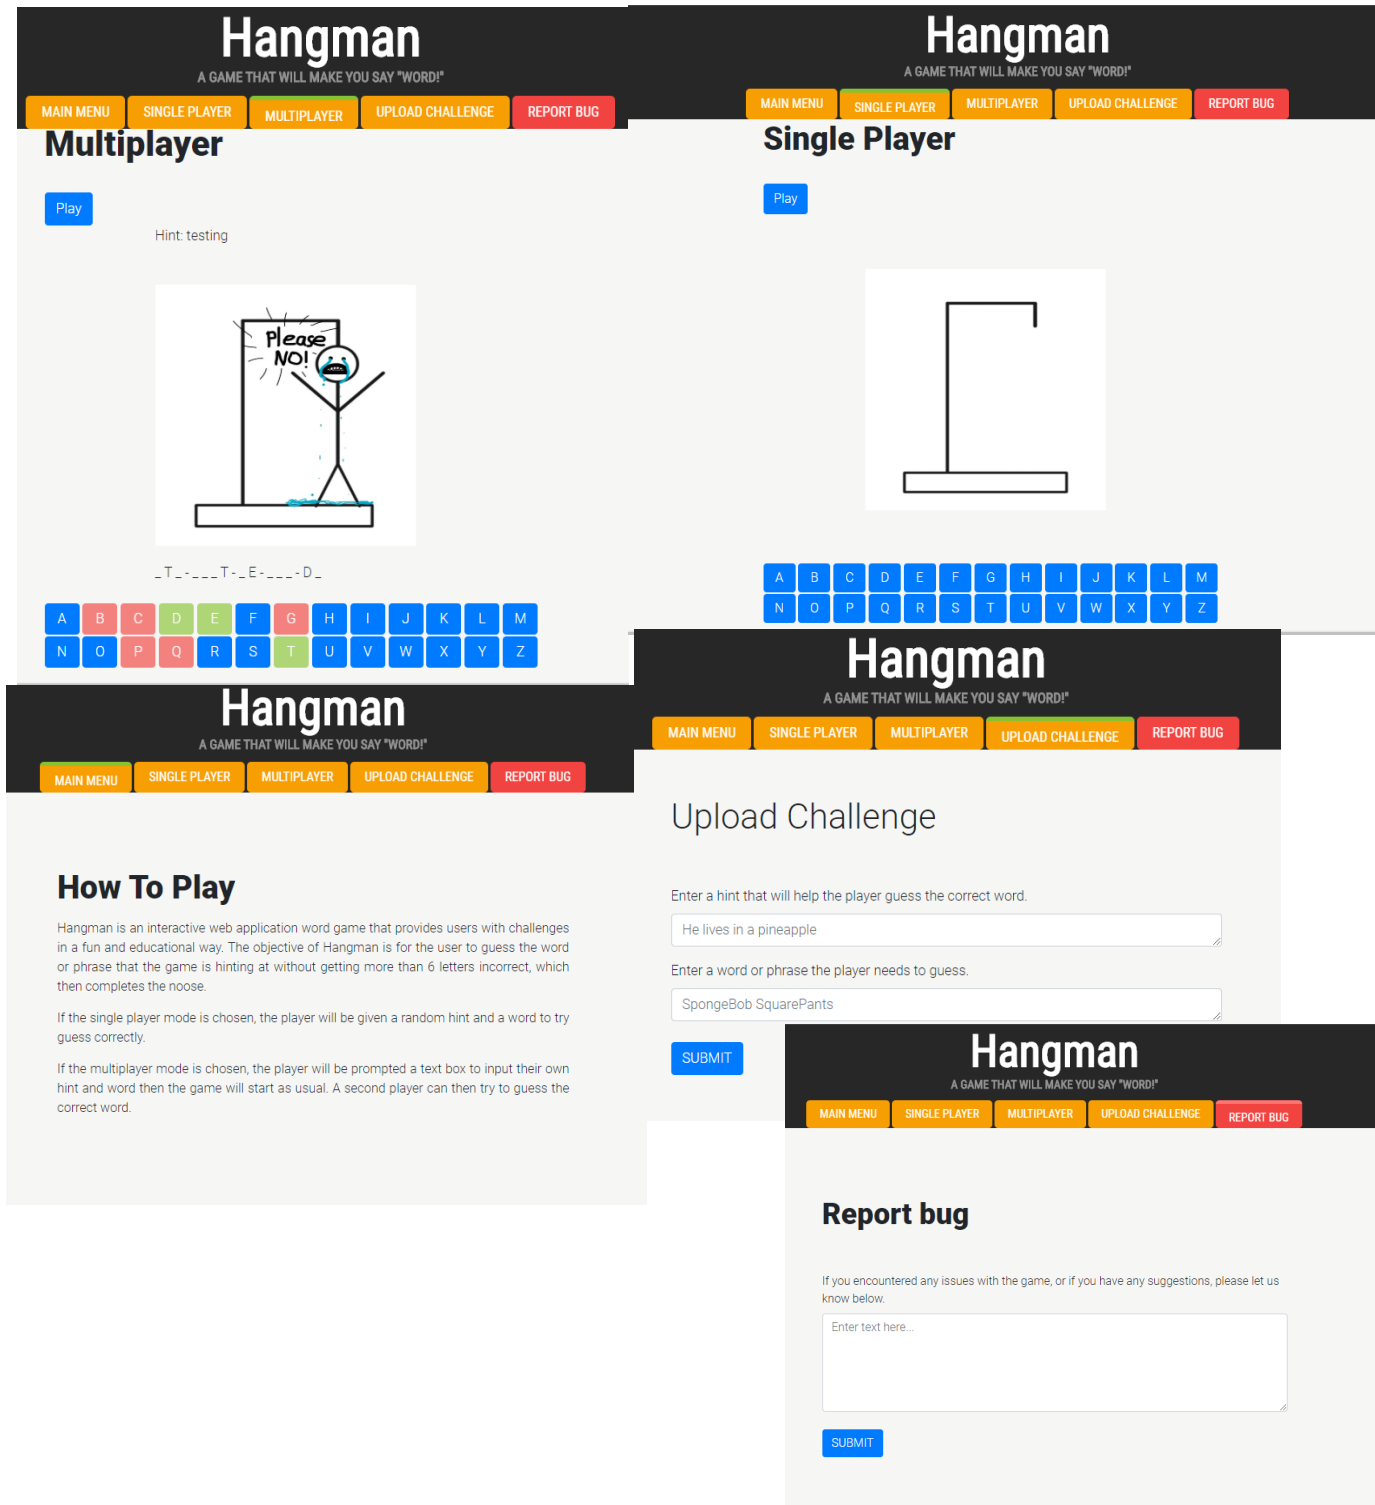 Hangman
A GAME THAT WILL MAKE YOU SAY "WORD!"
MAIN MENU SINGLE PLAYER MULTIPLAYER UPLOAD CHALLENGE REPORT BUG
Multiplayer
Play
Hint: testing
Please
NO!
_T_-___T-_E-___-D_
A B C D E F G H I J K L M
N O P Q R S T U V W X Y Z
Hangman
A GAME THAT WILL MAKE YOU SAY "WORD!"
MAIN MENU SINGLE PLAYER MULTIPLAYER UPLOAD CHALLENGE REPORT BUG
Single Player
Play
A B C D E F G H I J K L M
N O P Q R S T U V W X Y Z
Hangman
A GAME THAT WILL MAKE YOU SAY "WORD!"
MAIN MENU SINGLE PLAYER MULTIPLAYER UPLOAD CHALLENGE REPORT BUG
How To Play
Hangman is an interactive web application word game that provides users with challenges
in a fun and educational way. The objective of Hangman is for the user to guess the word
or phrase that the game is hinting at without getting more than 6 letters incorrect, which
then completes the noose.
If the single player mode is chosen, the player will be given a random hint and a word to try
guess correctly.
If the multiplayer mode is chosen, the player will be prompted a text box to input their own
hint and word then the game will start as usual. A second player can then try to guess the
correct word.
Hangman
A GAME THAT WILL MAKE YOU SAY "WORD!"
MAIN MENU SINGLE PLAYER MULTIPLAYER UPLOAD CHALLENGE REPORT BUG
Upload Challenge
Enter a hint that will help the player guess the correct word.
He lives in a pineapple
Enter a word or phrase the player needs to guess.
SpongeBob SquarePants
SUBMIT
Hangman
A GAME THAT WILL MAKE YOU SAY "WORD!"
MAIN MENU SINGLE PLAYER MULTIPLAYER UPLOAD CHALLENGE REPORT BUG
Report bug
If you encountered any issues with the game, or if you have any suggestions, please let us
know below.
Enter text here...
SUBMIT